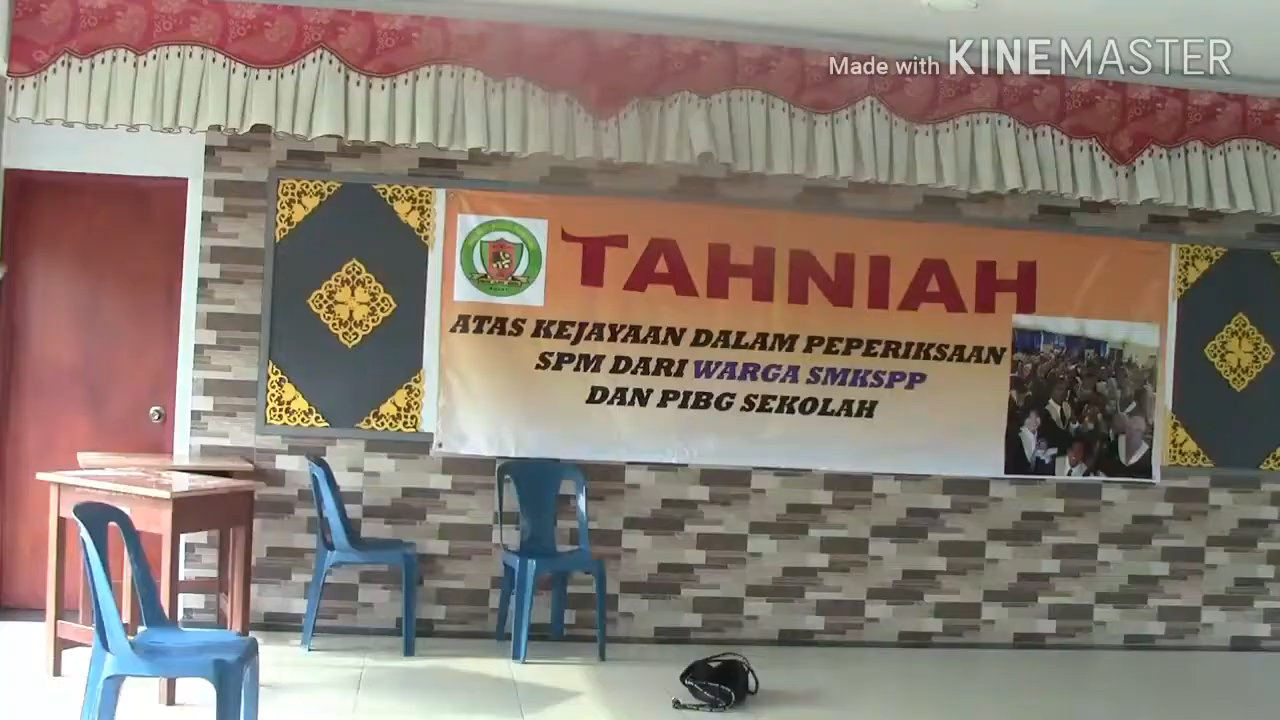 Made with KINEMASTER
TAHNIAH
ATAS KEJAYAAN DALAM PEPERIKSAAN
SPM DARI WARGA SMKSPP
DAN PIBG SEKOLAH